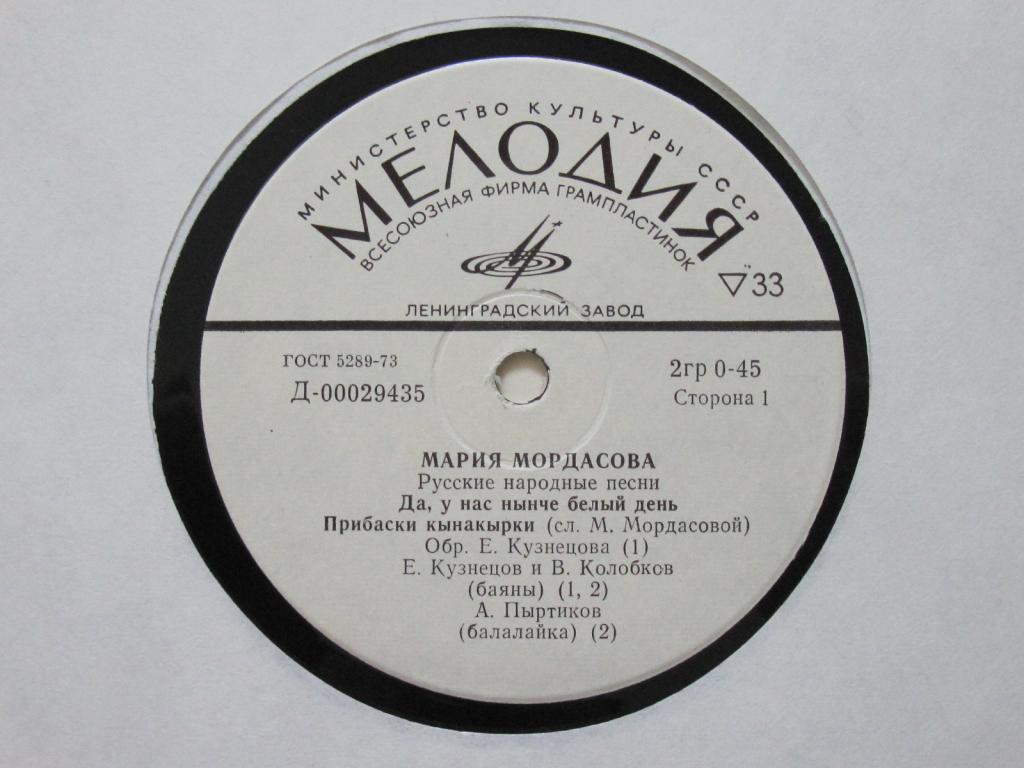 МИНИСТЕРСТВО КУЛЬТУРЫ СССР
МЕЛОДИЯ
ВСЕСОЮЗНАЯ ФИРМА ГРАМПЛАСТИНОК
33
ЛЕНИНГРАДСКИЙ ЗАВОД
ГОСТ 5289-73
2гр 0-45
Д-00029435
Сторона 1
МАРИЯ МОРДАСОВА
Русские народные песни
Да, у нас нынче белый день
Прибаски кынакырки (сл. М. Мордасовой)
Обр. Е. Кузнецова (1)
Е. Кузнецов и В. Колобков
(баяны) (1, 2)
А. Пыртиков
(балалайка) (2)